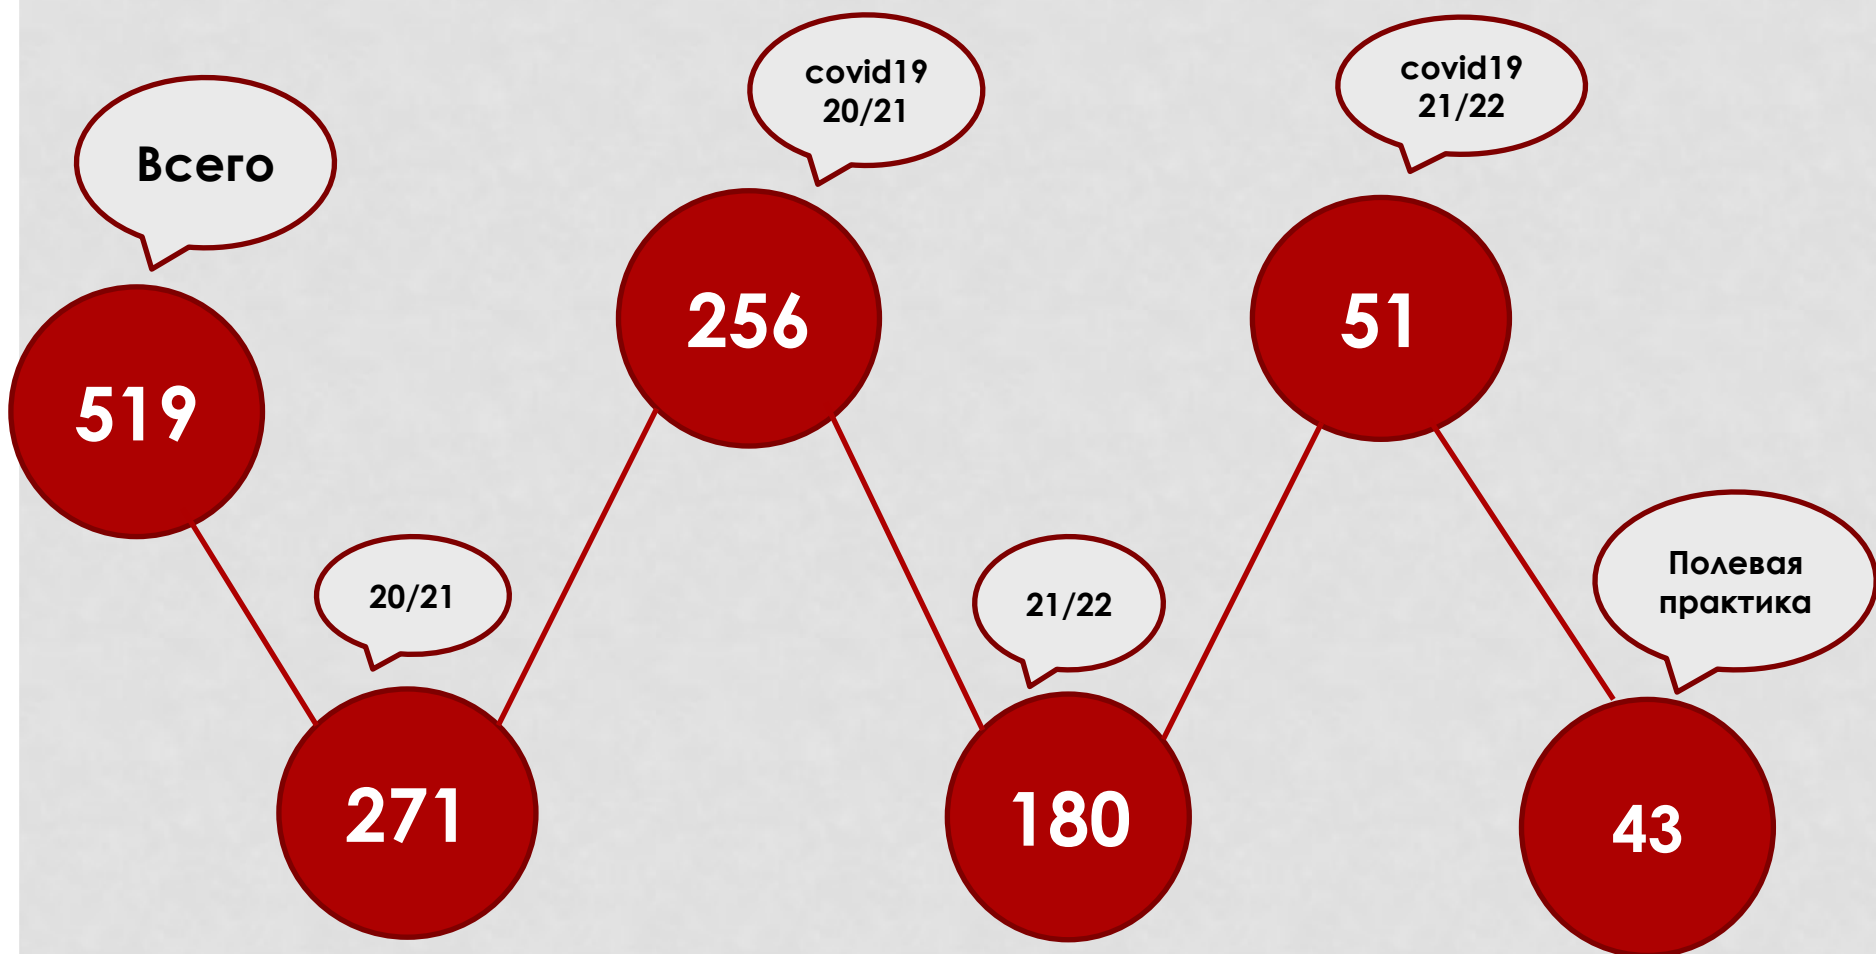 Всего
519
20/21
271
covid19
20/21
256
21/22
180
covid19
21/22
51
Полевая
практика
43